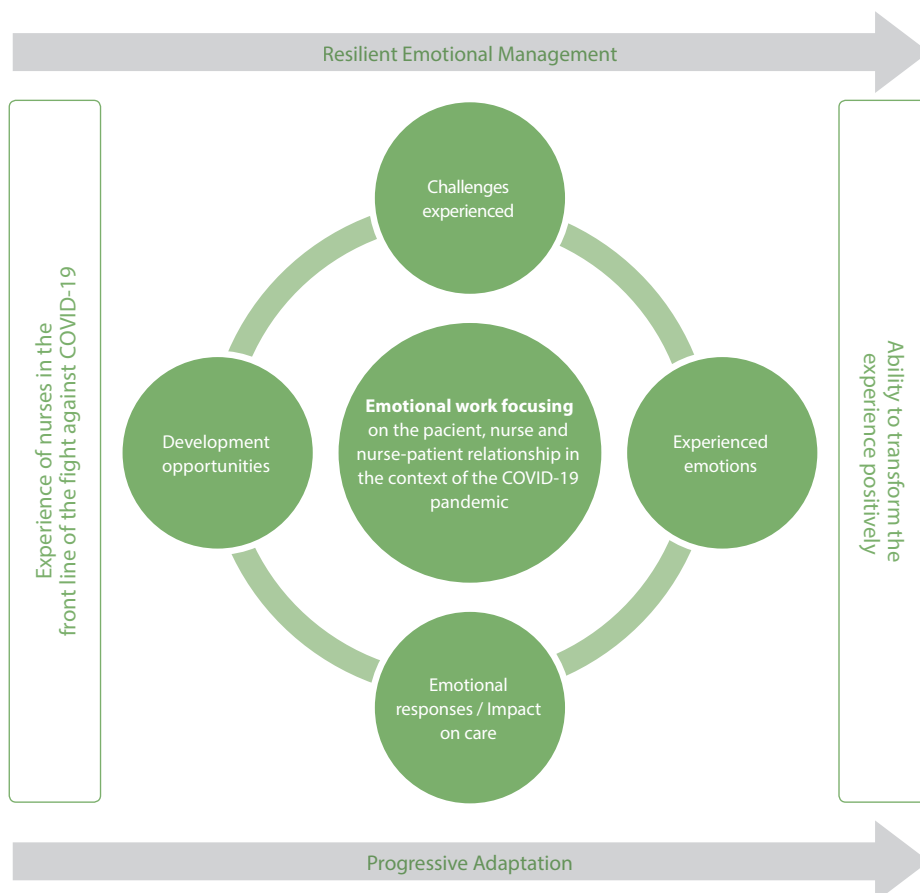 Resilient Emotional Management
Experience of nurses in the
front line of the fight against COVID-19
Challenges
experienced
Development
opportunities
Emotional work focusing
on the pacient, nurse and
nurse-patient relationship in
the context of the COVID-19
pandemic
Experienced
emotions
Emotional
responses / Impact
on care
Ability to transform the
experience positively
Progressive Adaptation